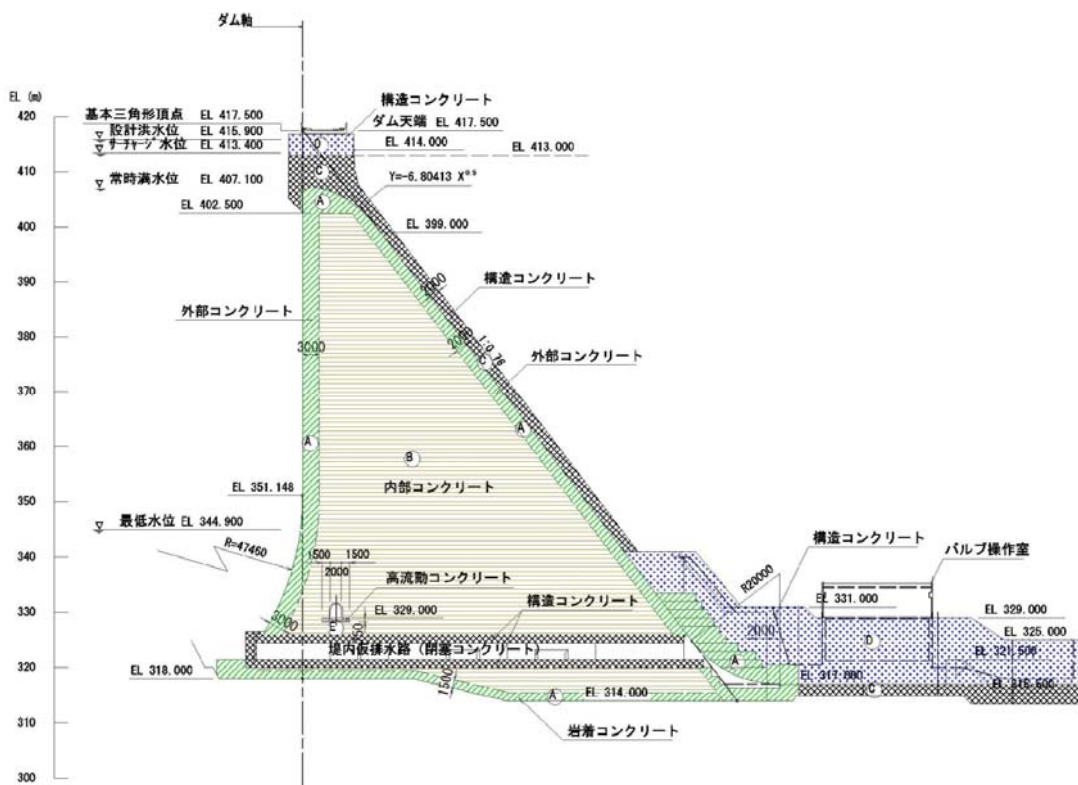 ダム軸
EL (m)
420
410
400
390
380
370
360
350
340
330
320
310
300
構造コンクリート
基本三角形頂点 EL 417.500
ダム天端 EL 417.500
設計洪水位 EL 415.900
サーチャージ水位 EL 413.400
EL 414.000
EL 413.000
D
C
常時満水位 EL 407.100
Y=-6.80413 X⁰·⁵
A
EL 402.500
EL 399.000
構造コンクリート
外部コンクリート
3000
2000
1:0.76
C
外部コンクリート
A
A
B
内部コンクリート
EL 351.148
最低水位 EL 344.900
R=47450
1500
1500
2000
高流動コンクリート
構造コンクリート
バルブ操作室
R20000
EL 331.000
EL 329.000
構造コンクリート
3000
E
EL 329.000
2000
D
EL 325.000
EL 321.500
堤内仮排水路(閉塞コンクリート)
A
EL 318.000
1500
EL 314.000
A
EL 317.000
C
岩着コンクリート